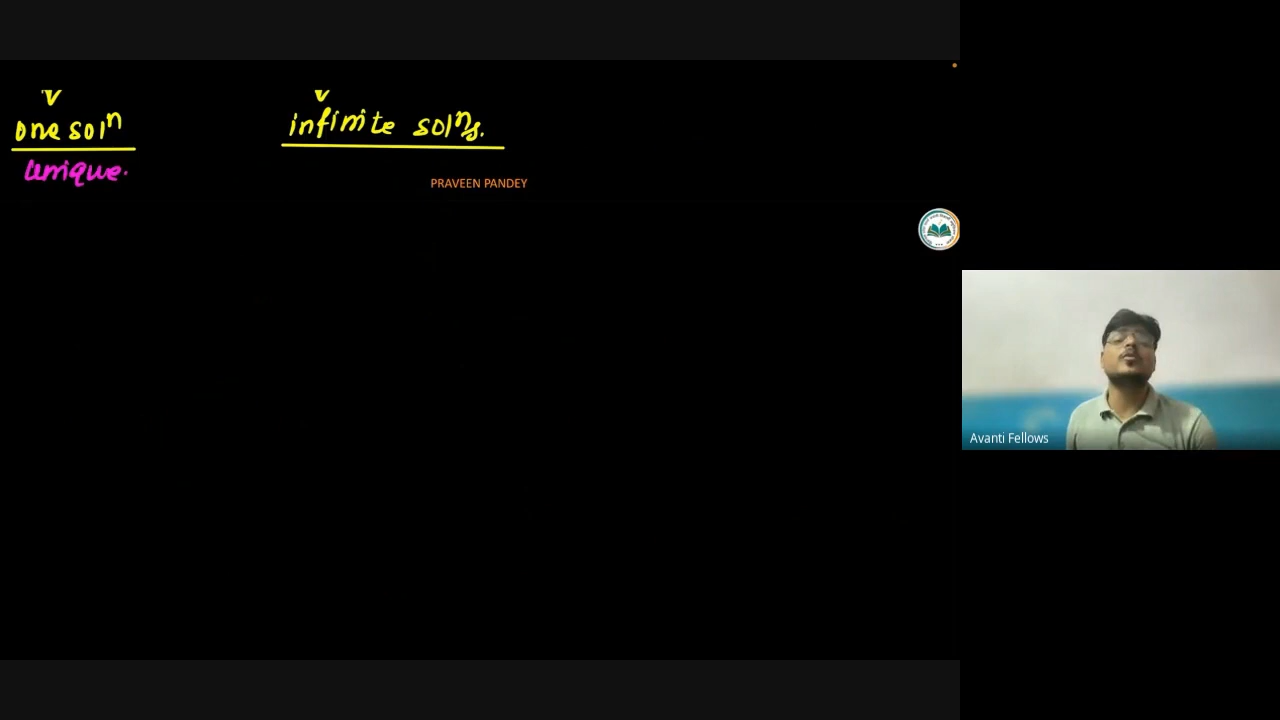 one solⁿ infinite solⁿs.
unique.
PRAVEEN PANDEY
Avanti Fellows